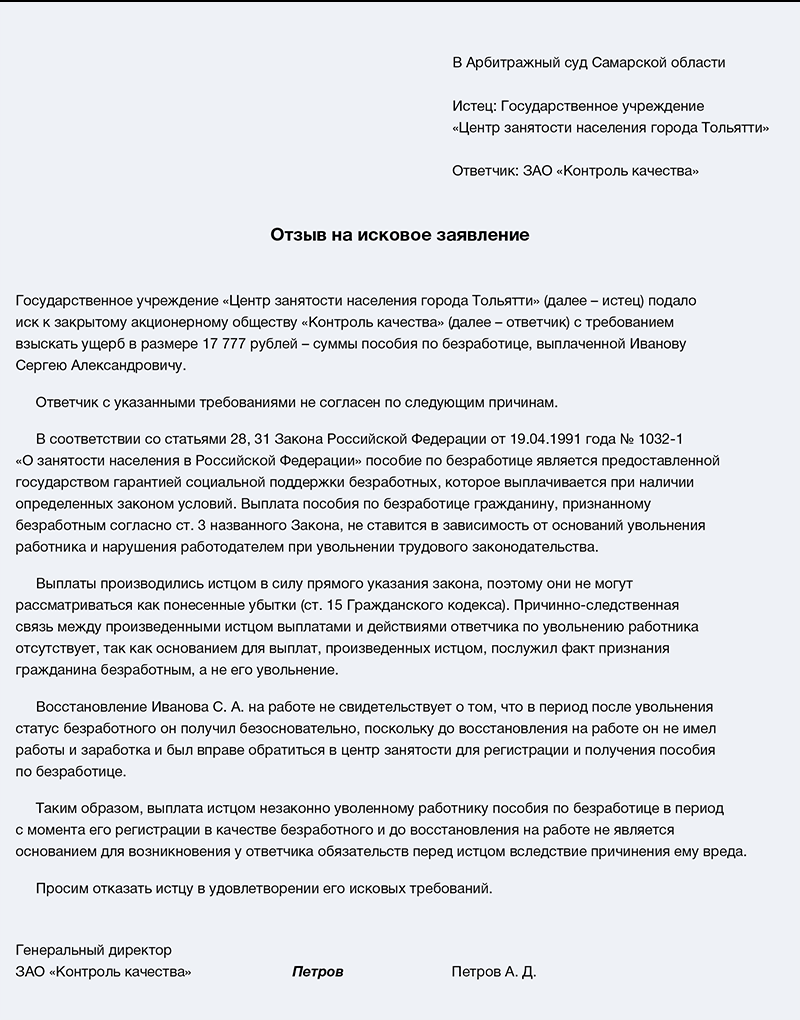 В Арбитражный суд Самарской области
Истец: Государственное учреждение
«Центр занятости населения города Тольятти»
Ответчик: ЗАО «Контроль качества»
Отзыв на исковое заявление
Государственное учреждение «Центр занятости населения города Тольятти» (далее – истец) подало
иск к закрытому акционерному обществу «Контроль качества» (далее – ответчик) с требованием
взыскать ущерб в размере 17 777 рублей – суммы пособия по безработице, выплаченной Иванову
Сергею Александровичу.
Ответчик с указанными требованиями не согласен по следующим причинам.
В соответствии со статьями 28, 31 Закона Российской Федерации от 19.04.1991 года № 1032-1
«О занятости населения в Российской Федерации» пособие по безработице является предоставленной
государством гарантией социальной поддержки безработных, которое выплачивается при наличии
определенных законом условий. Выплата пособия по безработице гражданину, признанному
безработным согласно ст. 3 названного Закона, не ставится в зависимость от оснований увольнения
работника и нарушения работодателем при увольнении трудового законодательства.
Выплаты производились истцом в силу прямого указания закона, поэтому они не могут
рассматриваться как понесенные убытки (ст. 15 Гражданского кодекса). Причинно-следственная
связь между произведенными истцом выплатами и действиями ответчика по увольнению работника
отсутствует, так как основанием для выплат, произведенных истцом, послужил факт признания
гражданина безработным, а не его увольнение.
Восстановление Иванова С. А. на работе не свидетельствует о том, что в период после увольнения
статус безработного он получил безосновательно, поскольку до восстановления на работе он не имел
работы и заработка и был вправе обратиться в центр занятости для регистрации и получения пособия
по безработице.
Таким образом, выплата истцом незаконно уволенному работнику пособия по безработице в период
с момента его регистрации в качестве безработного и до восстановления на работе не является
основанием для возникновения у ответчика обязательств перед истцом вследствие причинения ему вреда.
Просим отказать истцу в удовлетворении его исковых требований.
Генеральный директор
ЗАО «Контроль качества» Петров Петров А. Д.